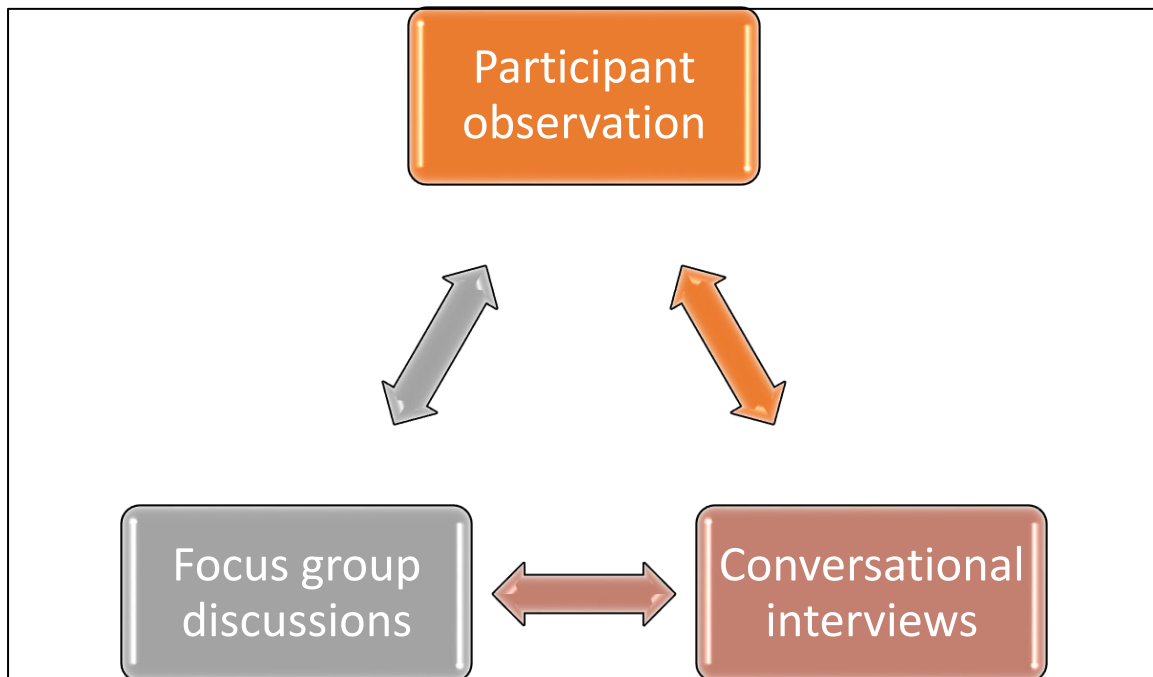 Participant
observation
Focus group
discussions
Conversational
interviews